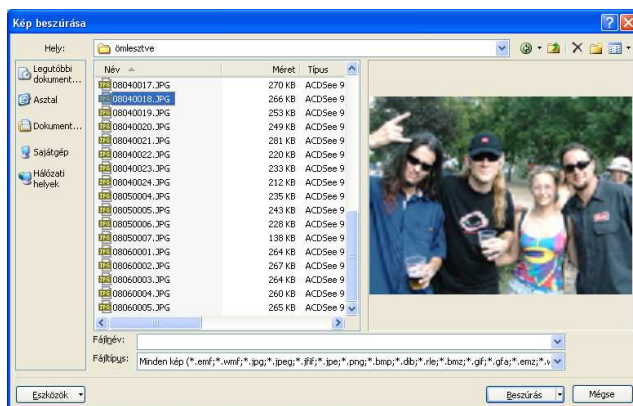 Kép beszúrása
Hely:
ömlesztve
Legutóbbi dokument...
Asztal
Dokument...
Sajátgép
Hálózati helyek
Név Méret Típus
08040017.JPG 270 KB ACDSee 9
08040018.JPG 266 KB ACDSee 9
08040019.JPG 253 KB ACDSee 9
08040020.JPG 249 KB ACDSee 9
08040021.JPG 281 KB ACDSee 9
08040022.JPG 220 KB ACDSee 9
08040023.JPG 233 KB ACDSee 9
08040024.JPG 212 KB ACDSee 9
08050004.JPG 235 KB ACDSee 9
08050005.JPG 243 KB ACDSee 9
08050006.JPG 228 KB ACDSee 9
08050007.JPG 138 KB ACDSee 9
08060001.JPG 264 KB ACDSee 9
08060002.JPG 267 KB ACDSee 9
08060003.JPG 264 KB ACDSee 9
08060004.JPG 260 KB ACDSee 9
08060005.JPG 265 KB ACDSee 9
Fájlnév:
Fájltípus: Minden kép (*.emf;*.wmf;*.jpg;*.jpeg;*.jfif;*.jpe;*.png;*.bmp;*.dib;*.rle;*.bmz;*.gif;*.gfa;*.emz;*.v
Eszközök Beszúrás Mégse